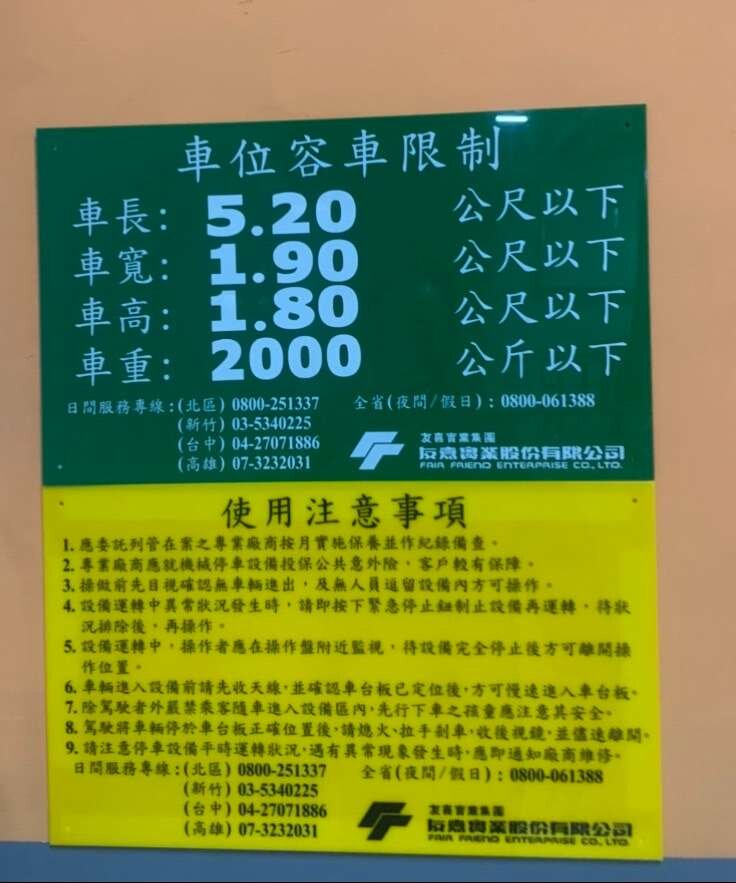 車位容車限制
車長: 5.20 公尺以下
車寬: 1.90 公尺以下
車高: 1.80 公尺以下
車重: 2000 公斤以下
日間服務專線:(北區) 0800-251337 全省(夜間/假日): 0800-061388
(新竹) 03-5340225
(台中) 04-27071886
(高雄) 07-3232031
友嘉實業集團
友嘉實業股份有限公司
FAIR FRIEND ENTERPRISE CO., LTD.
使用注意事項
1. 應委託列管在案之專業廠商按月實施保養並作紀錄備查。
2. 專業廠商應就機械停車設備投保公共意外險,客戶較有保障。
3. 操做前先目視確認無車輛進出,及無人員逗留設備內方可操作。
4. 設備運轉中異常狀況發生時,請即按下緊急停止鈕制止設備再運轉,待狀
況排除後,再操作。
5. 設備運轉中,操作者應在操作盤附近監視,待設備完全停止後方可離開操
作位置。
6. 車輛進入設備前請先收天線,並確認車台板已定位後,方可慢速進入車台板。
7. 除駕駛者外嚴禁乘客隨車進入設備區內,先行下車之孩童應注意其安全。
8. 駕駛將車輛停於車台板正確位置後,請熄火,拉手剎車,收後視鏡,並儘速離開。
9. 請注意停車設備平時運轉狀況,遇有異常現象發生時,應即通知廠商維修。
日間服務專線:(北區) 0800-251337 全省(夜間/假日): 0800-061388
(新竹) 03-5340225
(台中) 04-27071886
(高雄) 07-3232031
友嘉實業集團
友嘉實業股份有限公司
FAIR FRIEND ENTERPRISE CO., LTD.